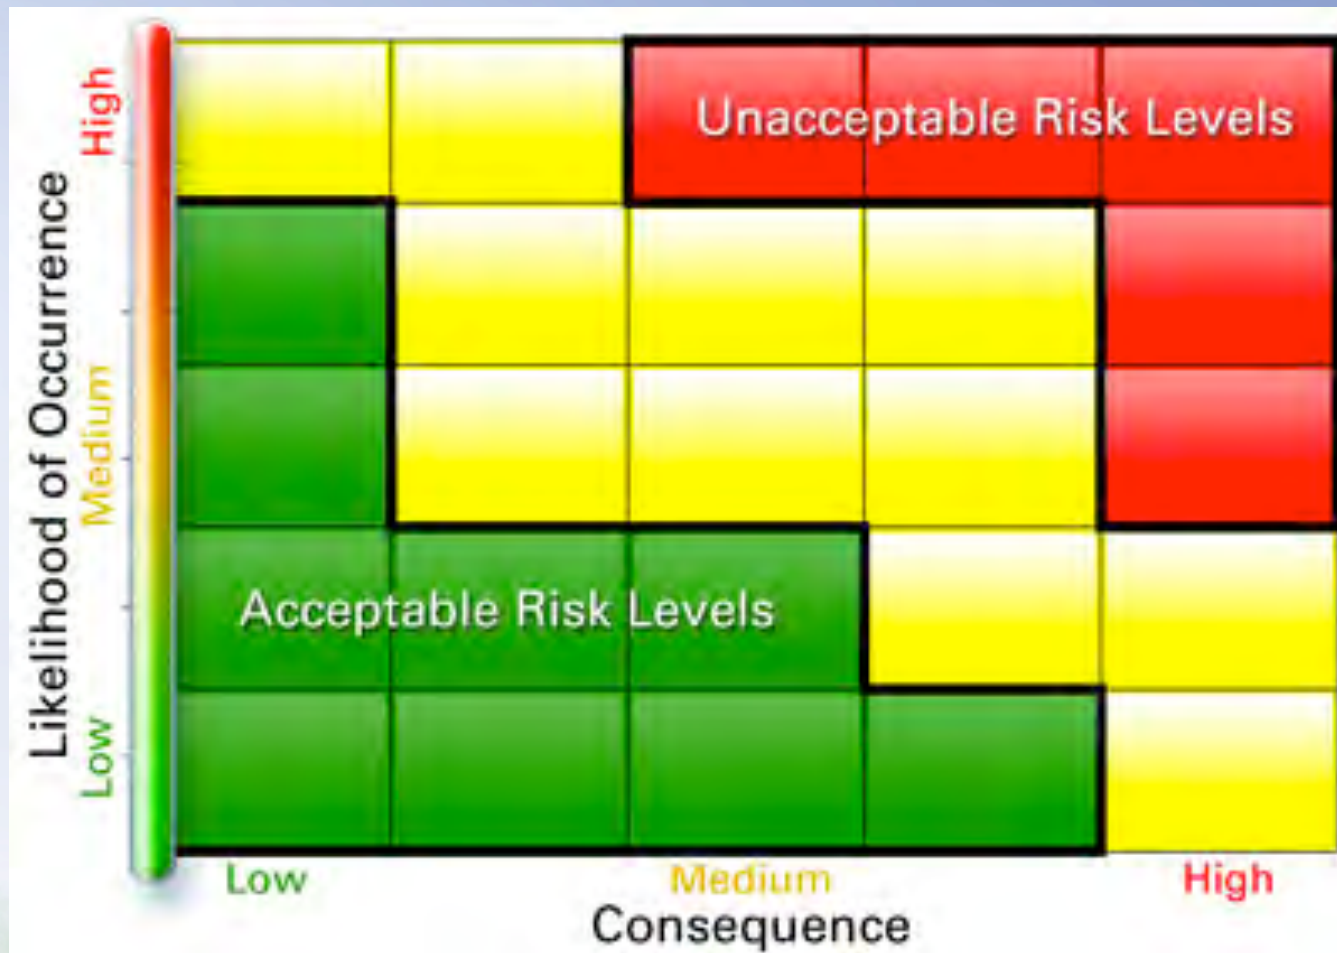 Likelihood of Occurrence
High
Medium
Low
Unacceptable Risk Levels
Acceptable Risk Levels
Low
Medium
High
Consequence